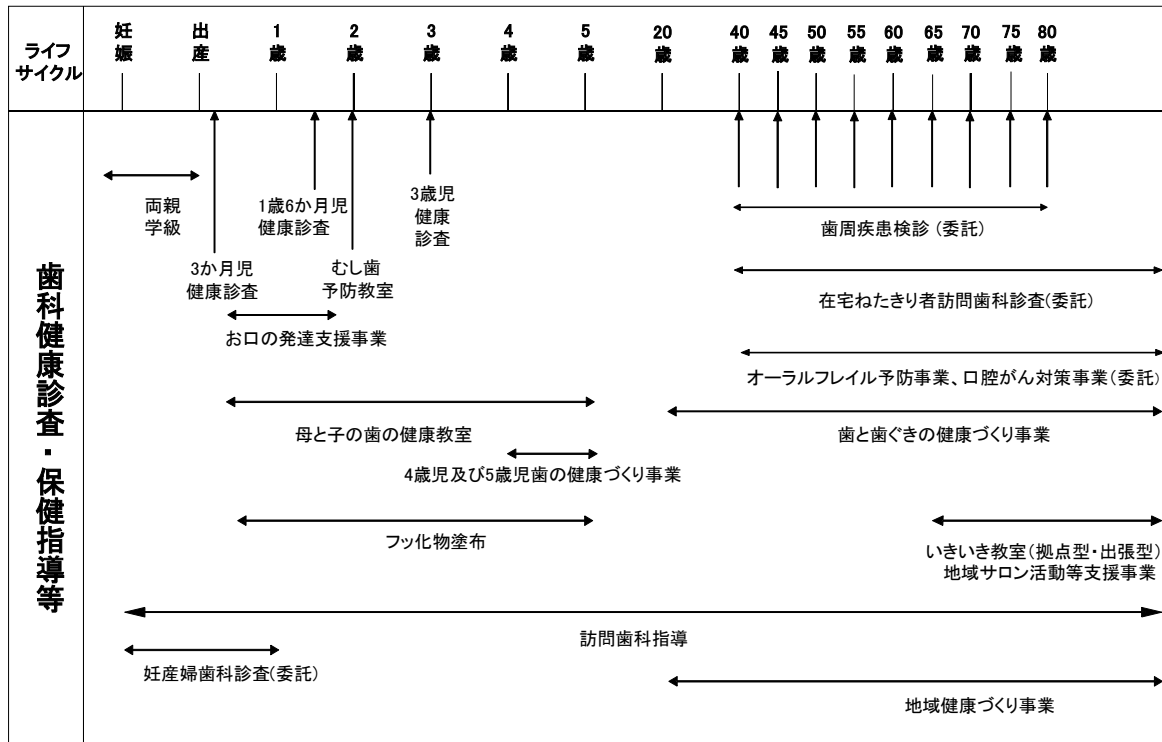 ライフ
サイクル
妊娠
出産
1歳
2歳
3歳
4歳
5歳
20歳
40歳
45歳
50歳
55歳
60歳
65歳
70歳
75歳
80歳
歯科健康診査・保健指導等
両親
学級
1歳6か月児
健康診査
3歳児
健康
診査
歯周疾患検診（委託）
3か月児
健康診査
むし歯
予防教室
在宅ねたきり者訪問歯科診査(委託)
お口の発達支援事業
オーラルフレイル予防事業、口腔がん対策事業(委託)
母と子の歯の健康教室
歯と歯ぐきの健康づくり事業
4歳児及び5歳児歯の健康づくり事業
フッ化物塗布
いきいき教室(拠点型・出張型)
地域サロン活動等支援事業
訪問歯科指導
妊産婦歯科診査(委託)
地域健康づくり事業